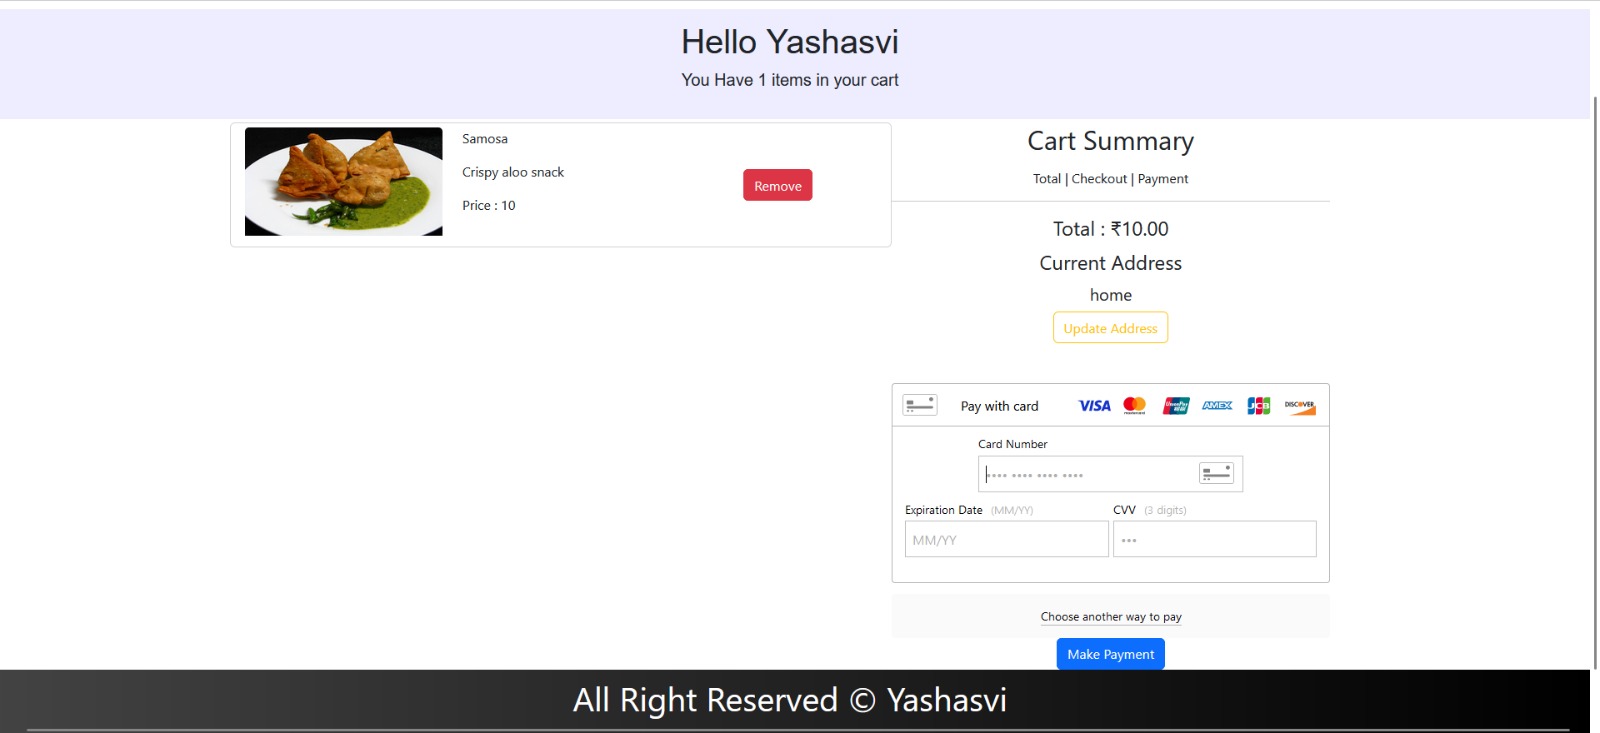 Hello Yashasvi
You Have 1 items in your cart
Samosa
Crispy aloo snack
Price : 10
Remove
Cart Summary
Total | Checkout | Payment
Total : ₹10.00
Current Address
home
Update Address
Pay with card
VISA mastercard UnionPay AMEX JCB DISCOVER
Card Number
•••• •••• •••• ••••
Expiration Date (MM/YY) CVV (3 digits)
MM/YY •••
Choose another way to pay
Make Payment
All Right Reserved © Yashasvi